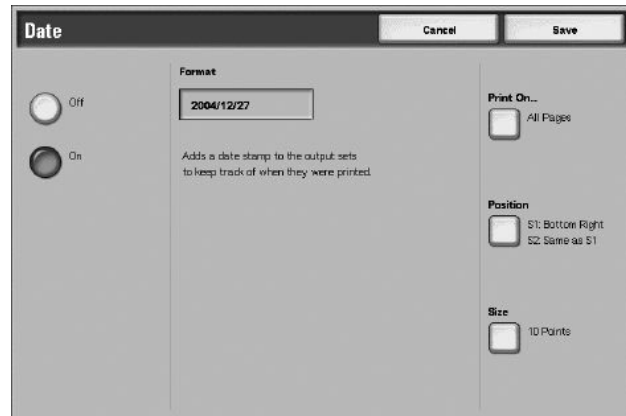 Date
Cancel
Save
Off
On
Format
2004/12/27
Adds a date stamp to the output sets
to keep track of when they were printed.
Print On...
All Pages
Position
S1: Bottom Right
S2: Same as S1
Size
10 Points